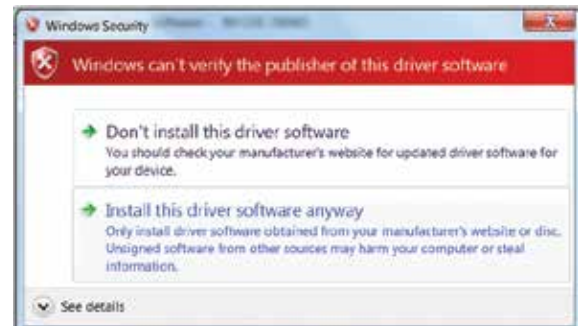 Windows Security
Windows can't verify the publisher of this driver software
Don't install this driver software
You should check your manufacturer's website for updated driver software for
your device.
Install this driver software anyway
Only install driver software obtained from your manufacturer's website or disc.
Unsigned software from other sources may harm your computer or steal
information.
See details